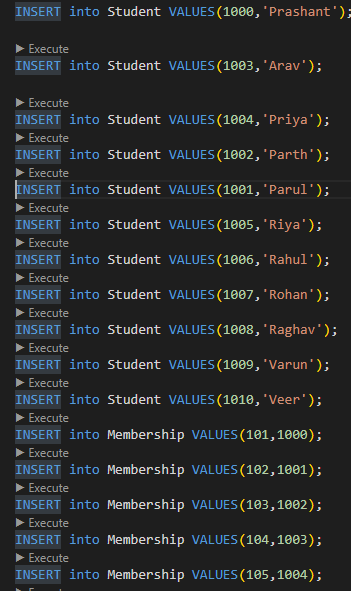 INSERT into Student VALUES(1000,'Prashant');
Execute
INSERT into Student VALUES(1003,'Arav');
Execute
INSERT into Student VALUES(1004,'Priya');
Execute
INSERT into Student VALUES(1002,'Parth');
Execute
INSERT into Student VALUES(1001,'Parul');
Execute
INSERT into Student VALUES(1005,'Riya');
Execute
INSERT into Student VALUES(1006,'Rahul');
Execute
INSERT into Student VALUES(1007,'Rohan');
Execute
INSERT into Student VALUES(1008,'Raghav');
Execute
INSERT into Student VALUES(1009,'Varun');
Execute
INSERT into Student VALUES(1010,'Veer');
Execute
INSERT into Membership VALUES(101,1000);
Execute
INSERT into Membership VALUES(102,1001);
Execute
INSERT into Membership VALUES(103,1002);
Execute
INSERT into Membership VALUES(104,1003);
Execute
INSERT into Membership VALUES(105,1004);